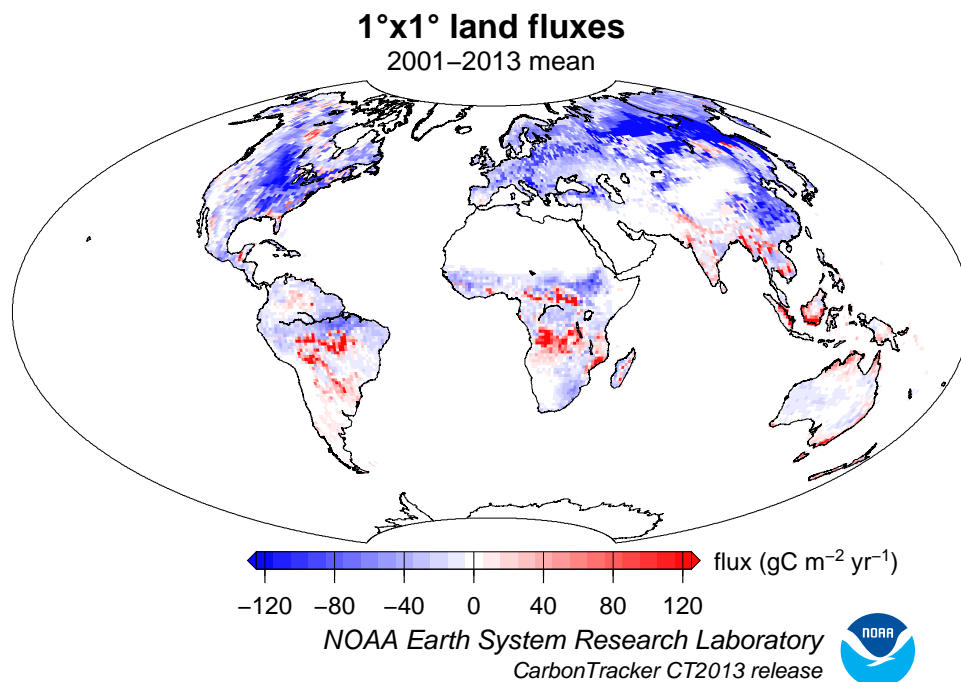 1°x1° land fluxes
2001−2013 mean
flux (gC m⁻² yr⁻¹)
−120 −80 −40 0 40 80 120
NOAA Earth System Research Laboratory
CarbonTracker CT2013 release
NOAA